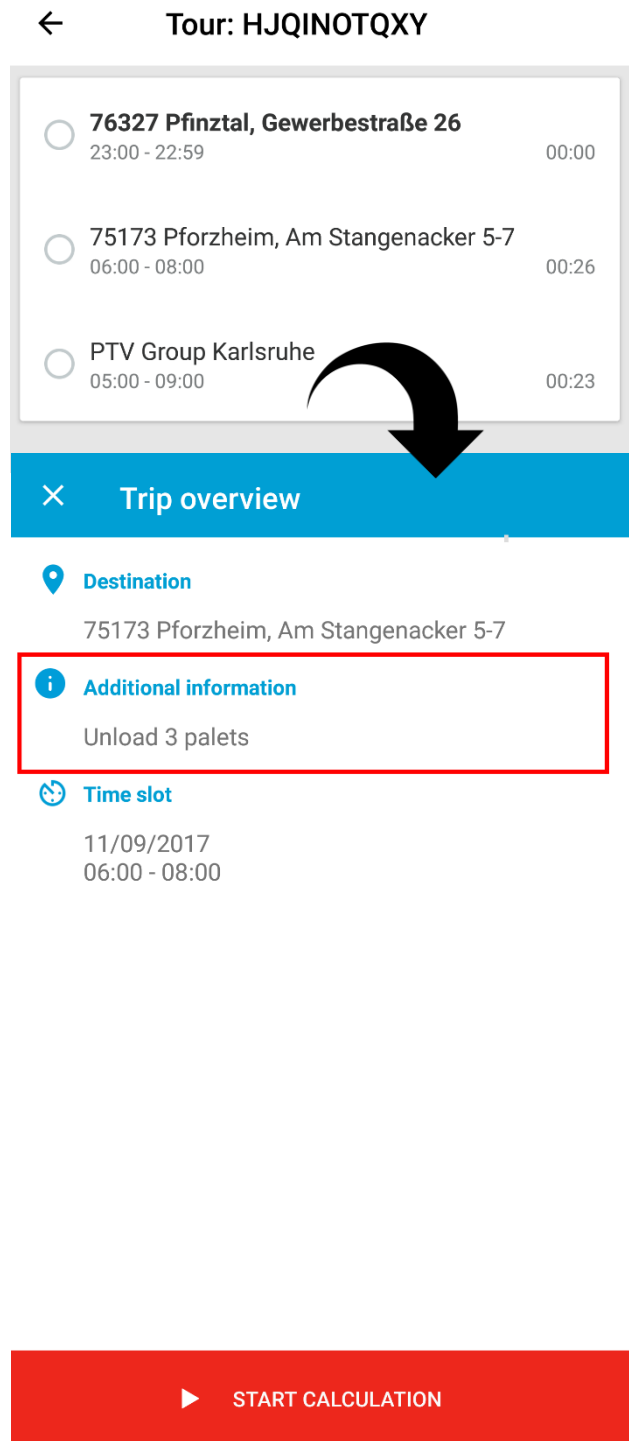 Tour: HJQINOTQXY
76327 Pfinztal, Gewerbestraße 26
23:00 - 22:59 00:00
75173 Pforzheim, Am Stangenacker 5-7
06:00 - 08:00 00:26
PTV Group Karlsruhe
05:00 - 09:00 00:23
Trip overview
Destination
75173 Pforzheim, Am Stangenacker 5-7
Additional information
Unload 3 palets
Time slot
11/09/2017
06:00 - 08:00
START CALCULATION